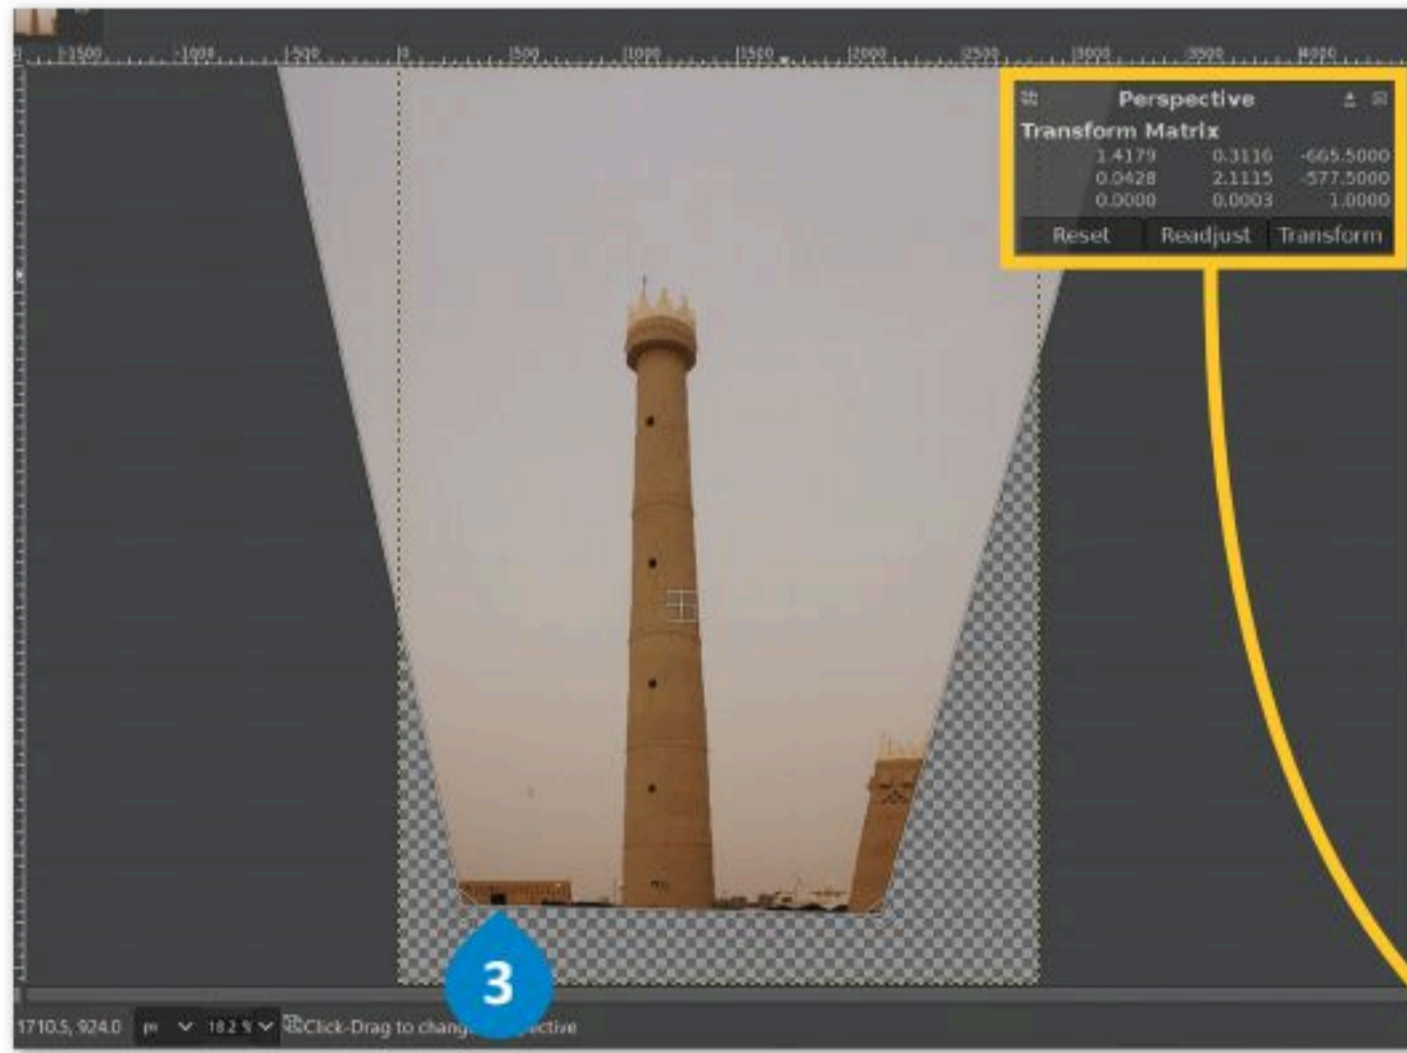 -1500 -1000 -500 0 500 1000 1500 2000 2500 3000 3500 4000
Perspective
Transform Matrix
1.4179 0.3116 -665.5000
0.0428 2.1115 -577.5000
0.0000 0.0003 1.0000
Reset Readjust Transform
3
1710.5, 924.0 px 18.2 % Click-Drag to chang ective